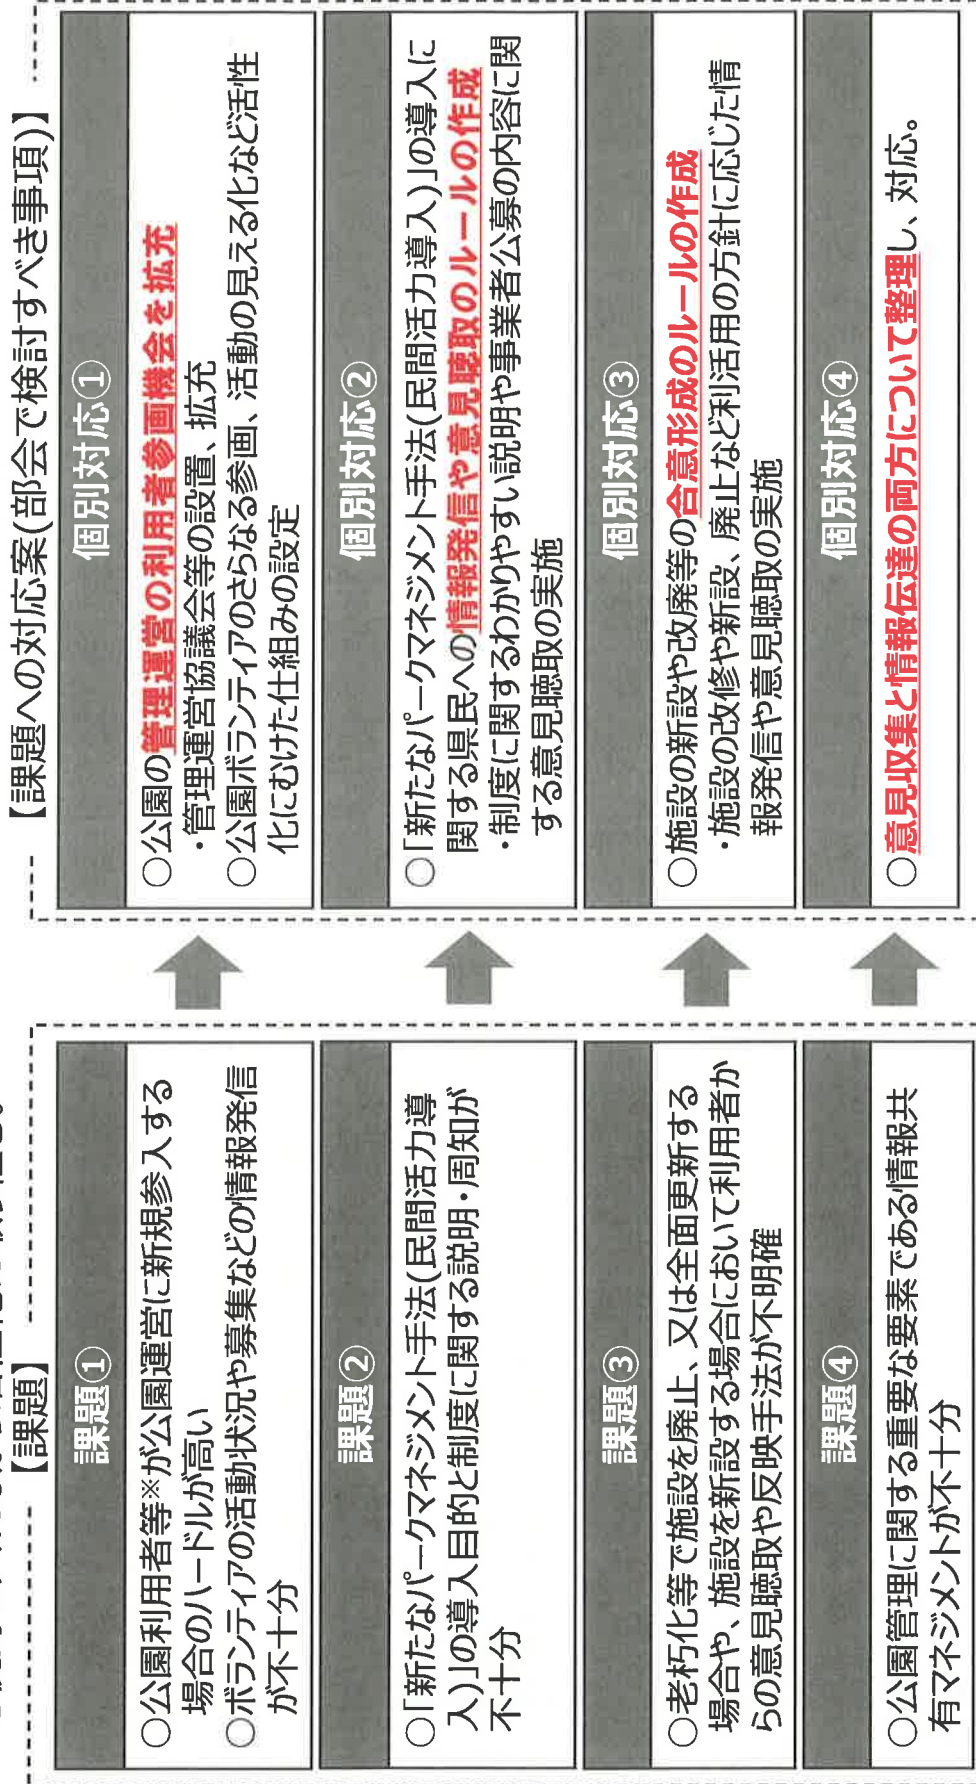 【課題】
課題①
○公園利用者等※が公園運営に新規参入する
場合のハードルが高い
○ボランティアの活動状況や募集などの情報発信
が不十分
課題②
○「新たなパークマネジメント手法(民間活力導
入)」の導入目的と制度に関する説明・周知が
不十分
課題③
○老朽化等で施設を廃止、又は全面更新する
場合や、施設を新設する場合において利用者か
らの意見聴取や反映手法が不明確
課題④
○公園管理に関する重要な要素である情報共
有マネジメントが不十分
【課題への対応案(部会で検討すべき事項)】
個別対応①
○公園の管理運営の利用者参画機会を拡充
・管理運営協議会等の設置、拡充
○公園ボランティアのさらなる参画、活動の見える化など活性
化にむけた仕組みの設定
個別対応②
○「新たなパークマネジメント手法(民間活力導入)」の導入に
関する県民への情報発信や意見聴取のルールの作成
・制度に関するわかりやすい説明や事業者公募の内容に関
する意見聴取の実施
個別対応③
○施設の新設や改廃等の合意形成のルールの作成
・施設の改修や新設、廃止など利活用の方針に応じた情
報発信や意見聴取の実施
個別対応④
○意見収集と情報伝達の両方について整理し、対応。